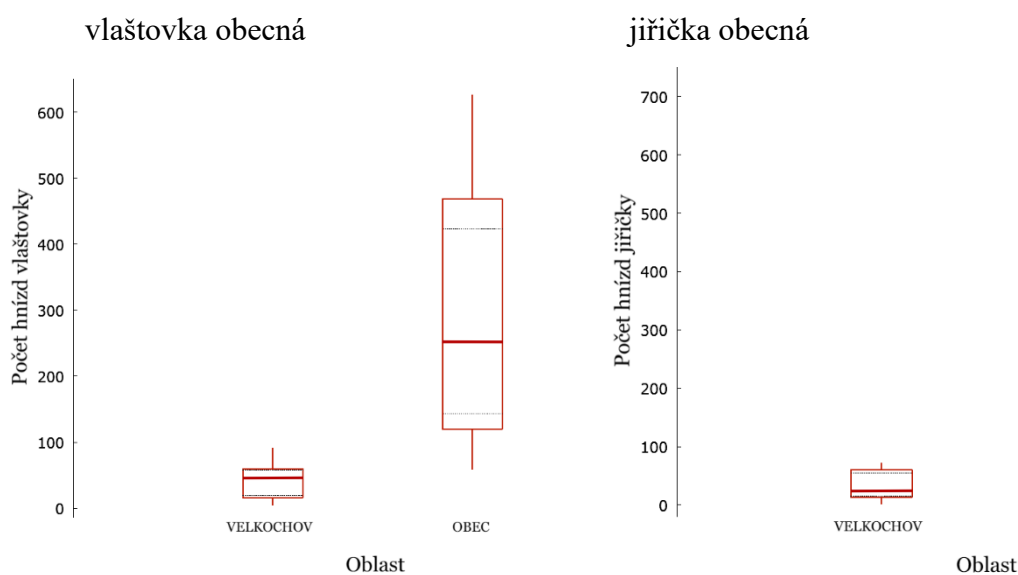 vlaštovka obecná
jiřička obecná
Počet hnízd vlaštovky
600
500
400
300
200
100
0
VELKOCHOV
OBEC
Oblast
Počet hnízd jiřičky
700
600
500
400
300
200
100
0
VELKOCHOV
Oblast